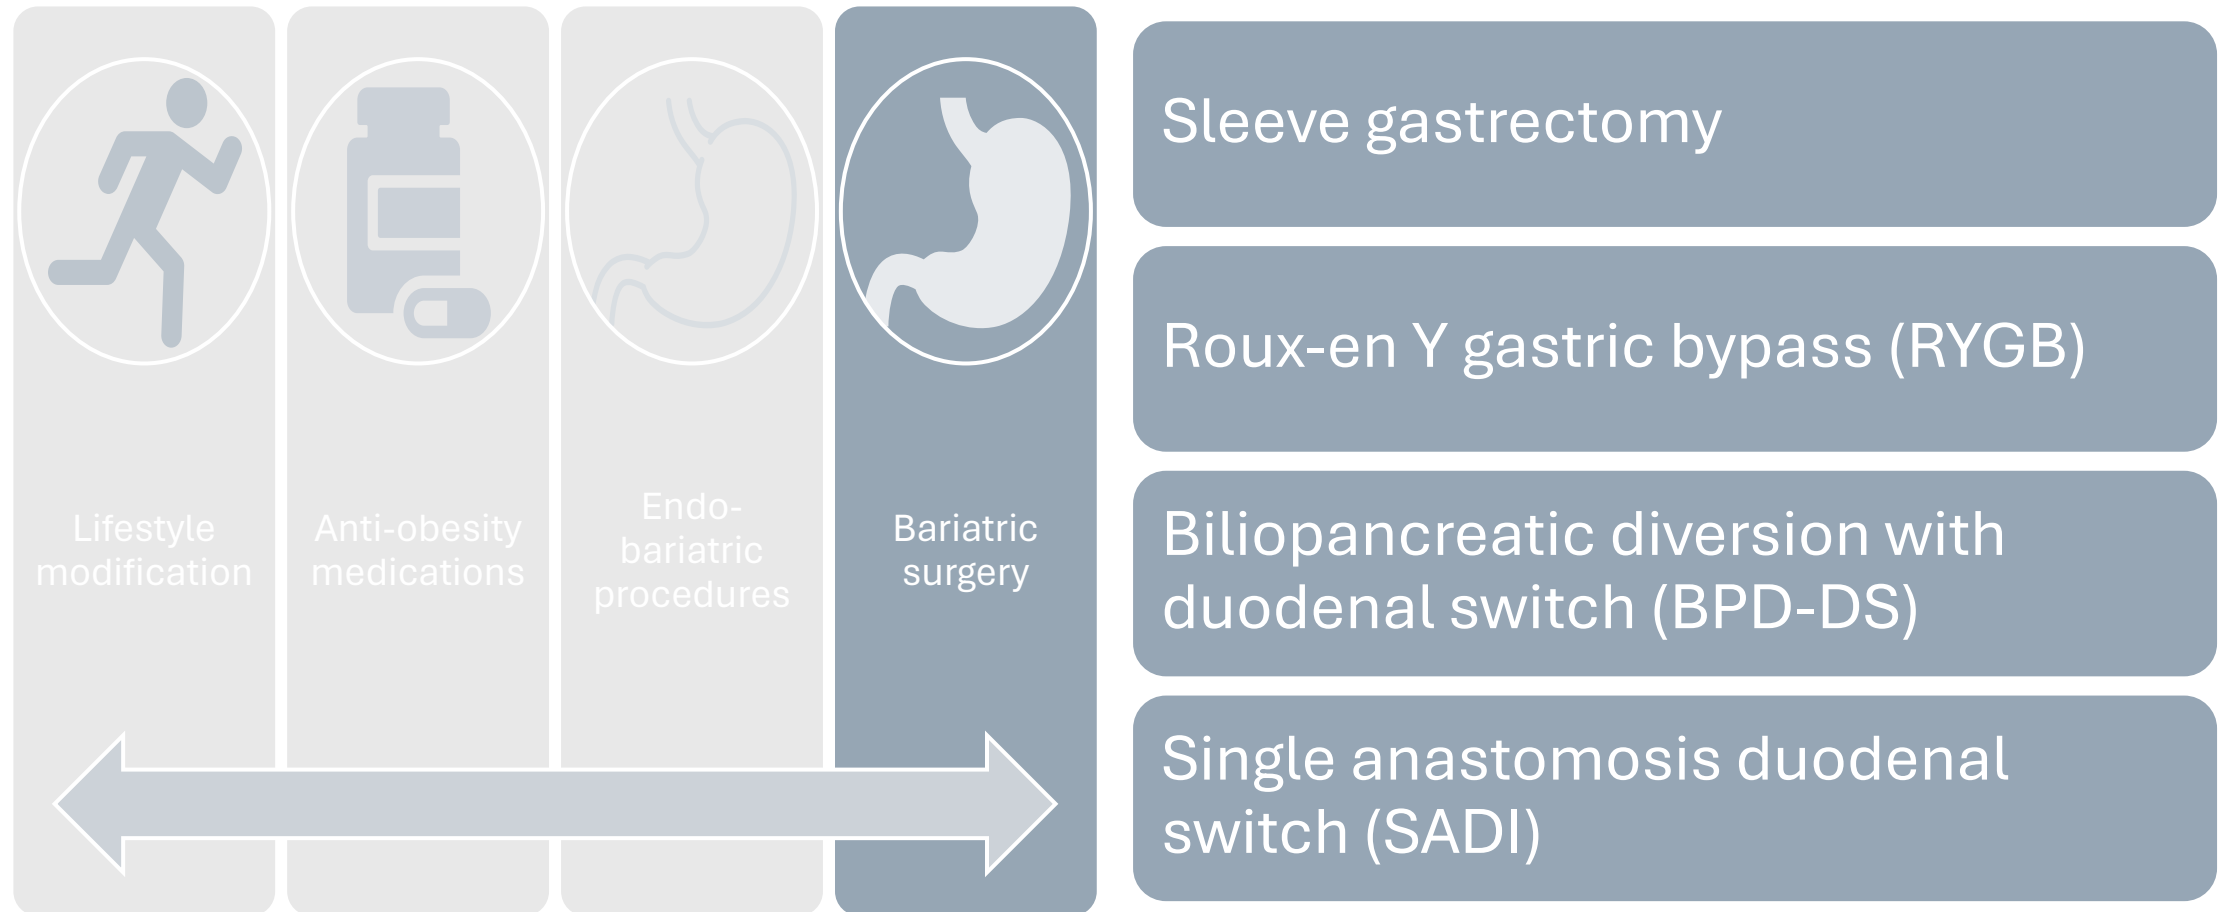 Lifestyle
modification
Anti-obesity
medications
Endo-
bariatric
procedures
Bariatric
surgery
Sleeve gastrectomy
Roux-en Y gastric bypass (RYGB)
Biliopancreatic diversion with
duodenal switch (BPD-DS)
Single anastomosis duodenal
switch (SADI)